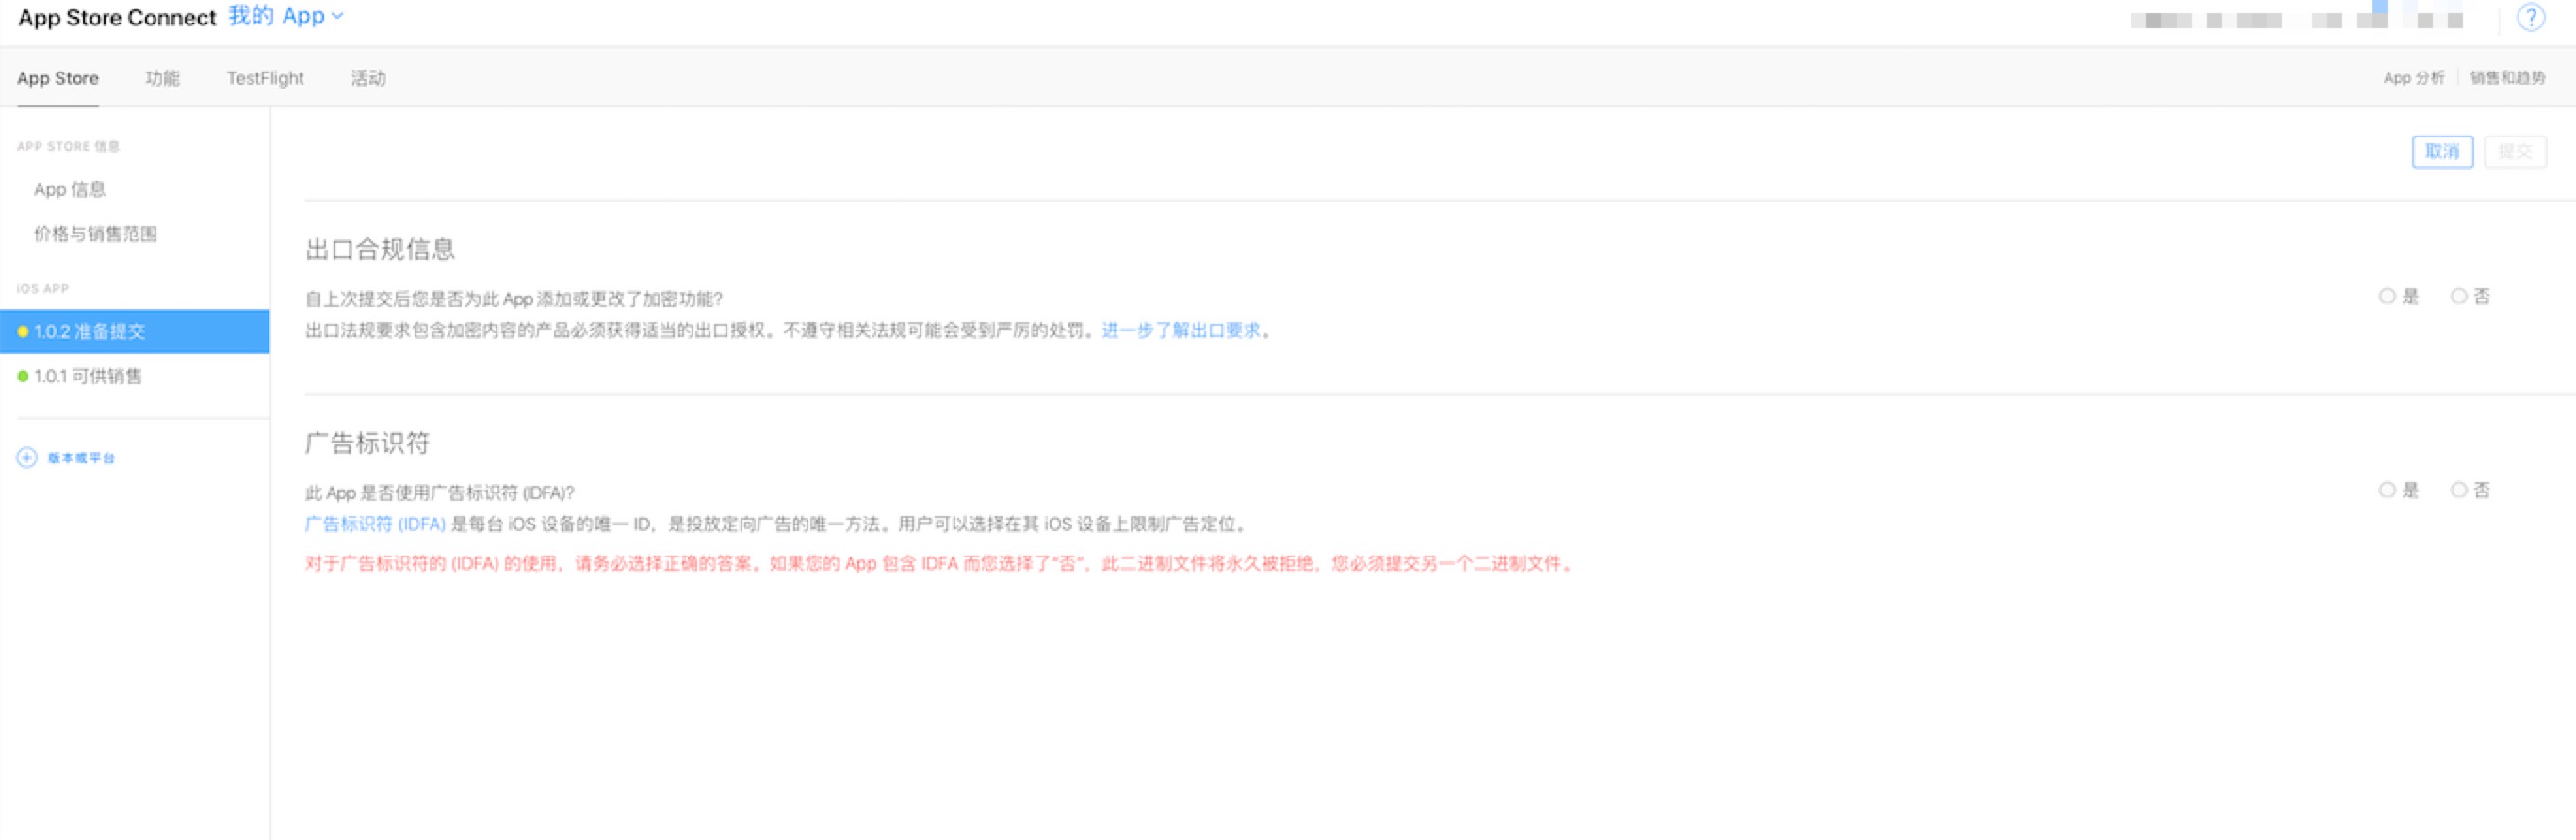 App Store Connect 我的 App
?
App Store 功能 TestFlight 活动 App 分析 销售和趋势
APP STORE 信息
取消 提交
App 信息
价格与销售范围
出口合规信息
iOS APP
自上次提交后您是否为此 App 添加或更改了加密功能? 是 否
1.0.2 准备提交
出口法规要求包含加密内容的产品必须获得适当的出口授权。不遵守相关法规可能会受到严厉的处罚。进一步了解出口要求。
1.0.1 可供销售
广告标识符
版本或平台
此 App 是否使用广告标识符 (IDFA)? 是 否
广告标识符 (IDFA) 是每台 iOS 设备的唯一 ID，是投放定向广告的唯一方法。用户可以选择在其 iOS 设备上限制广告定位。
对于广告标识符的 (IDFA) 的使用，请务必选择正确的答案。如果您的 App 包含 IDFA 而您选择了“否”，此二进制文件将永久被拒绝，您必须提交另一个二进制文件。